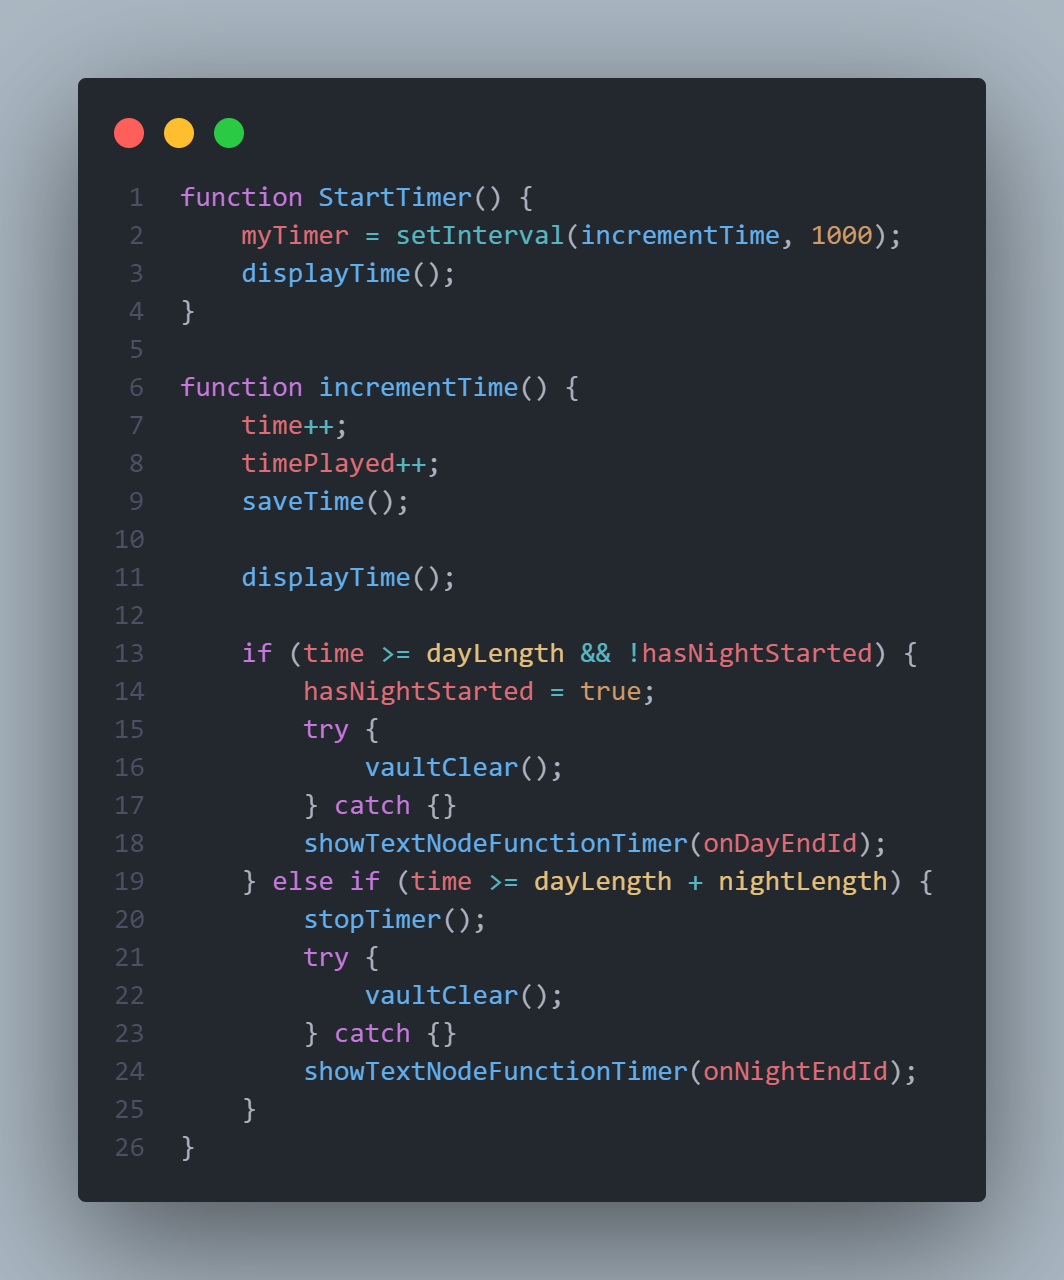 1 function StartTimer() {
2     myTimer = setInterval(incrementTime, 1000);
3     displayTime();
4 }
5
6 function incrementTime() {
7     time++;
8     timePlayed++;
9     saveTime();
10
11     displayTime();
12
13     if (time >= dayLength && !hasNightStarted) {
14         hasNightStarted = true;
15         try {
16             vaultClear();
17         } catch {}
18         showTextNodeFunctionTimer(onDayEndId);
19     } else if (time >= dayLength + nightLength) {
20         stopTimer();
21         try {
22             vaultClear();
23         } catch {}
24         showTextNodeFunctionTimer(onNightEndId);
25     }
26 }